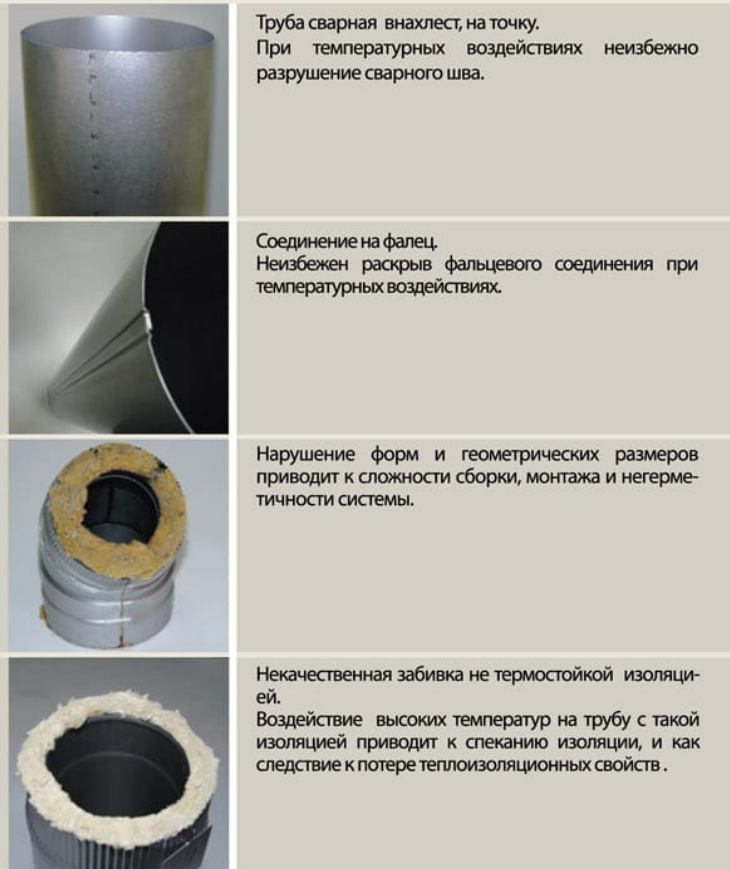 Труба сварная внахлест, на точку.
При температурных воздействиях неизбежно
разрушение сварного шва.
Соединение на фалец.
Неизбежен раскрыв фальцевого соединения при
температурных воздействиях.
Нарушение форм и геометрических размеров
приводит к сложности сборки, монтажа и негерме-
тичности системы.
Некачественная забивка не термостойкой изоляци-
ей.
Воздействие высоких температур на трубу с такой
изоляцией приводит к спеканию изоляции, и как
следствие к потере теплоизоляционных свойств .